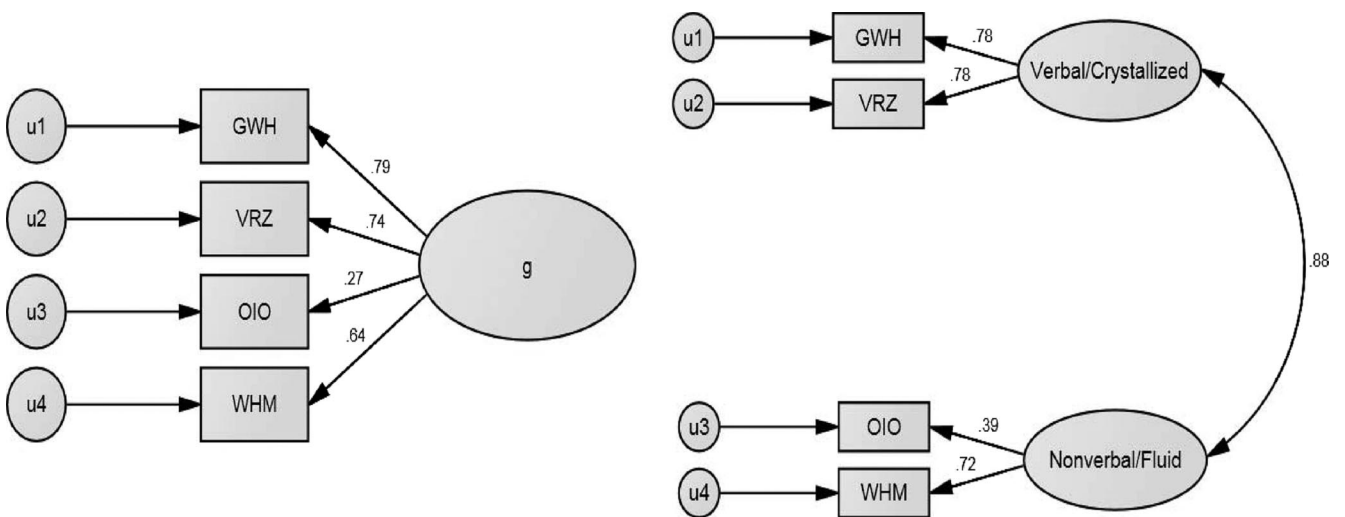 u1
GWH
.79
u2
VRZ
.74
g
u3
OIO
.27
u4
WHM
.64
u1
GWH
.78
Verbal/Crystallized
u2
VRZ
.78
.88
u3
OIO
.39
Nonverbal/Fluid
u4
WHM
.72